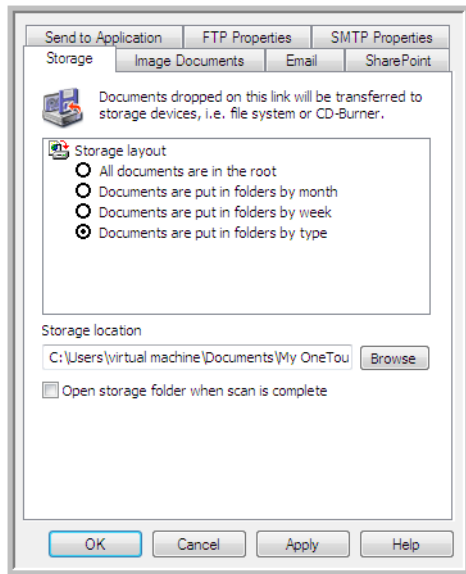 Send to Application FTP Properties SMTP Properties
Storage Image Documents Email SharePoint
Documents dropped on this link will be transferred to
storage devices, i.e. file system or CD-Burner.
Storage layout
All documents are in the root
Documents are put in folders by month
Documents are put in folders by week
Documents are put in folders by type
Storage location
C:\Users\virtual machine\Documents\My OneTou Browse
Open storage folder when scan is complete
OK Cancel Apply Help